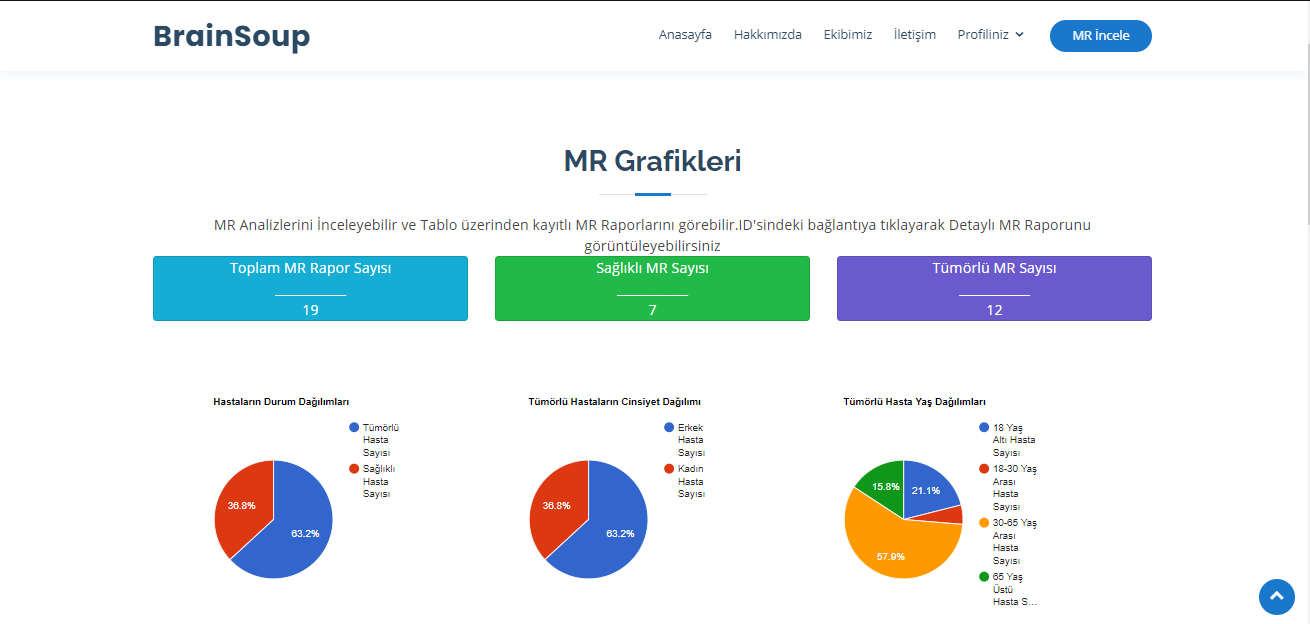 BrainSoup
Anasayfa Hakkımızda Ekibimiz İletişim Profiliniz MR İncele
MR Grafikleri
MR Analizlerini İnceleyebilir ve Tablo üzerinden kayıtlı MR Raporlarını görebilir.ID'sindeki bağlantıya tıklayarak Detaylı MR Raporunu
görüntüleyebilirsiniz
Toplam MR Rapor Sayısı
19
Sağlıklı MR Sayısı
7
Tümörlü MR Sayısı
12
Hastaların Durum Dağılımları
Tümörlü
Hasta
Sayısı
Sağlıklı
Hasta
Sayısı
36.8%
63.2%
Tümörlü Hastaların Cinsiyet Dağılımı
Erkek
Hasta
Sayısı
Kadın
Hasta
Sayısı
36.8%
63.2%
Tümörlü Hasta Yaş Dağılımları
18 Yaş
Altı Hasta
Sayısı
18-30 Yaş
Arası
Hasta
Sayısı
30-65 Yaş
Arası
Hasta
Sayısı
65 Yaş
Üstü
Hasta S...
15.8%
21.1%
57.9%